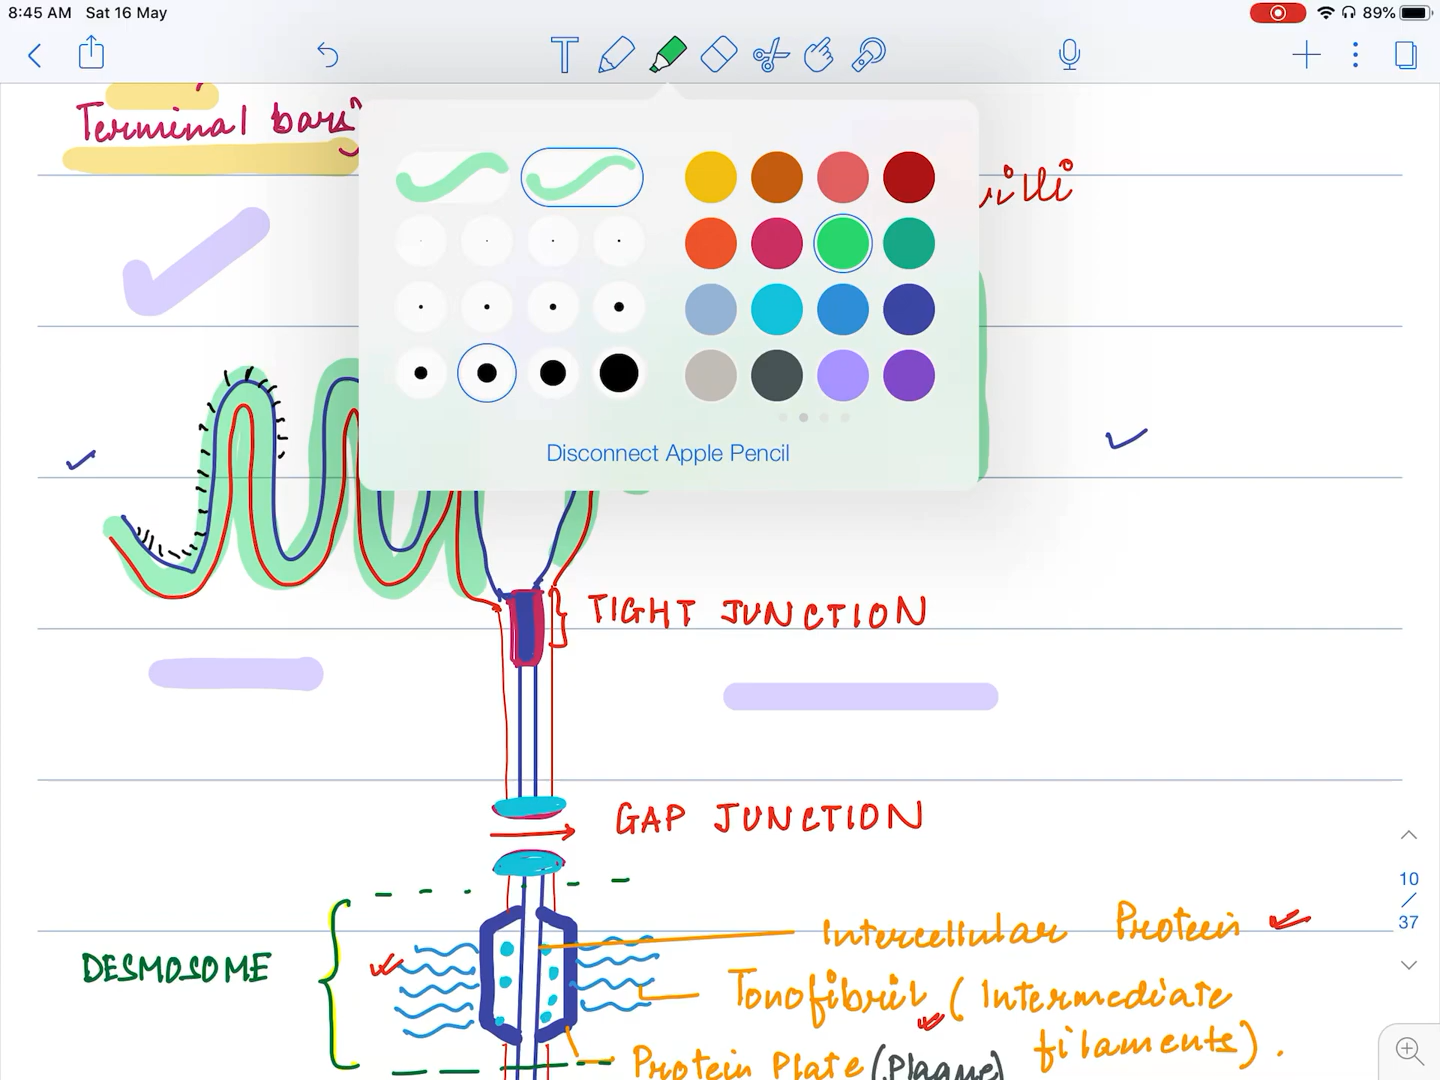 8:45 AM Sat 16 May
89%
T
Terminal bars
villi
Disconnect Apple Pencil
TIGHT JUNCTION
GAP JUNCTION
10
/
37
Intercellular Protein
DESMOSOME
Tonofibril (Intermediate
filaments).
Protein Plate (Plaque)